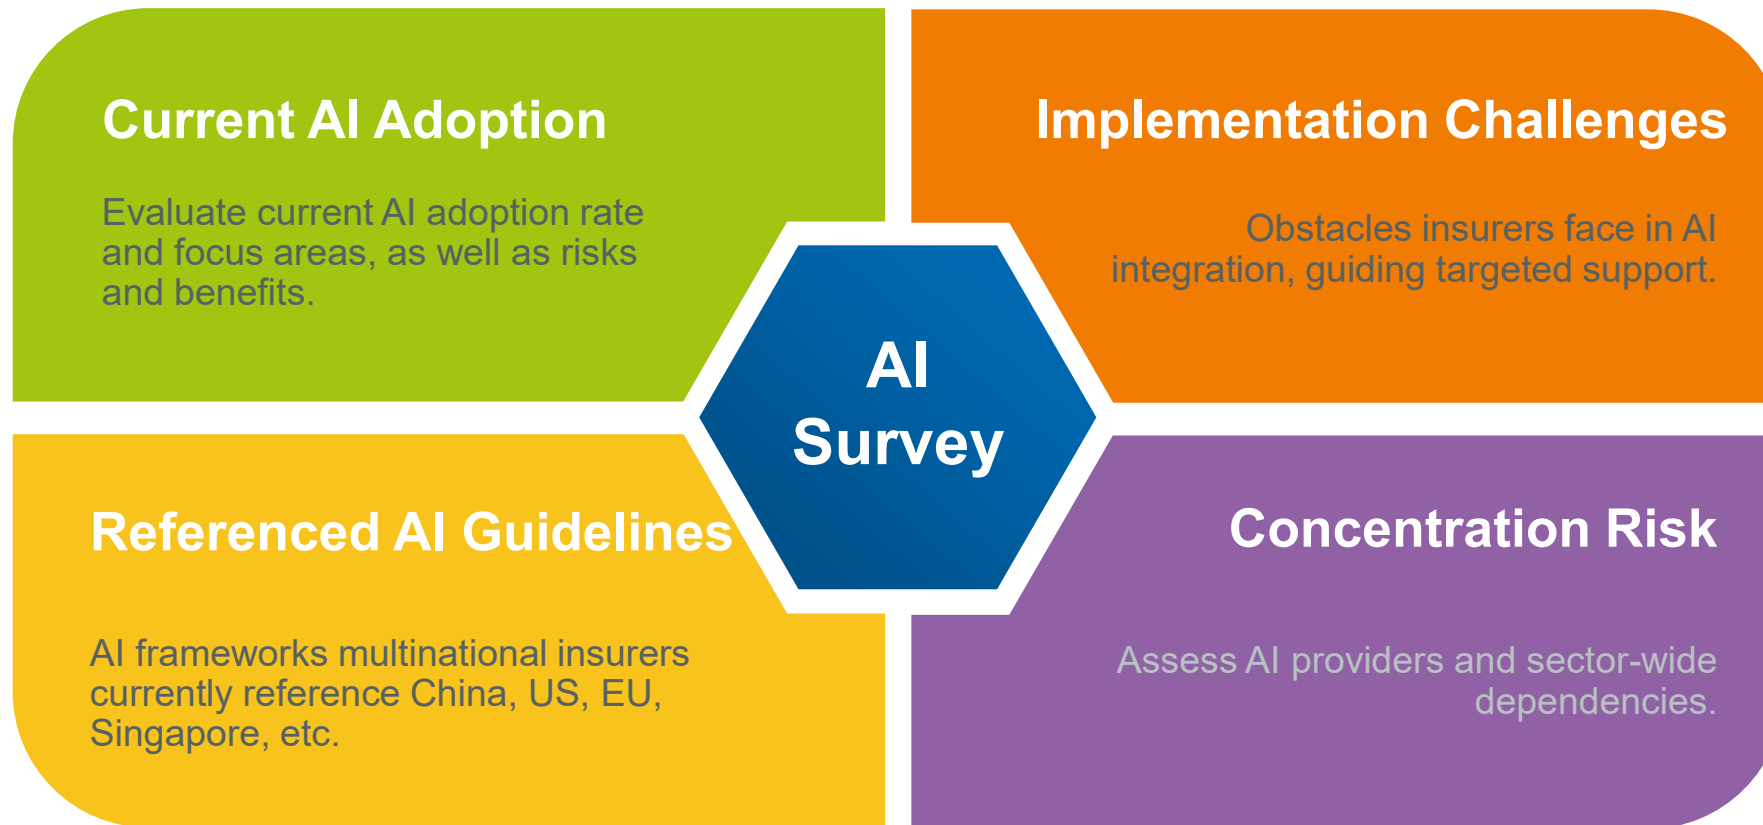 Current AI Adoption
Evaluate current AI adoption rate
and focus areas, as well as risks
and benefits.
Implementation Challenges
Obstacles insurers face in AI
integration, guiding targeted support.
AI
Survey
Referenced AI Guidelines
AI frameworks multinational insurers
currently reference China, US, EU,
Singapore, etc.
Concentration Risk
Assess AI providers and sector-wide
dependencies.